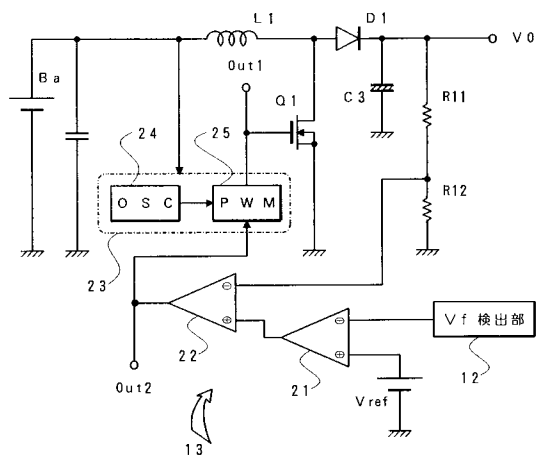 L1
D1
V0
Ba
Out1
Q1
C3
R11
24
25
OSC
PWM
R12
23
⊖
⊕
22
⊖
⊕
21
Vf 検出部
12
Out2
Vref
13